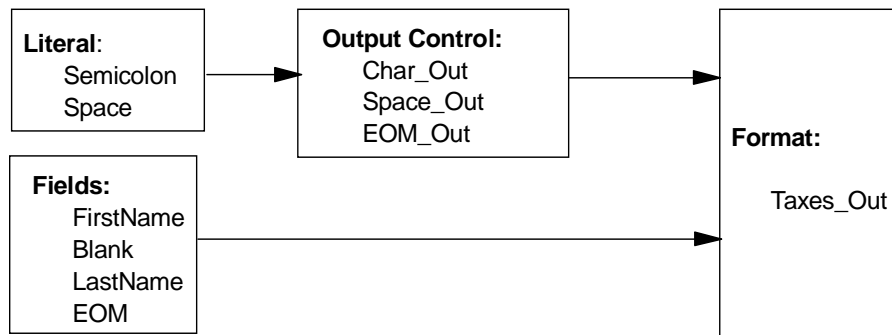 Literal:
Semicolon
Space
Output Control:
Char_Out
Space_Out
EOM_Out
Fields:
FirstName
Blank
LastName
EOM
Format:
Taxes_Out